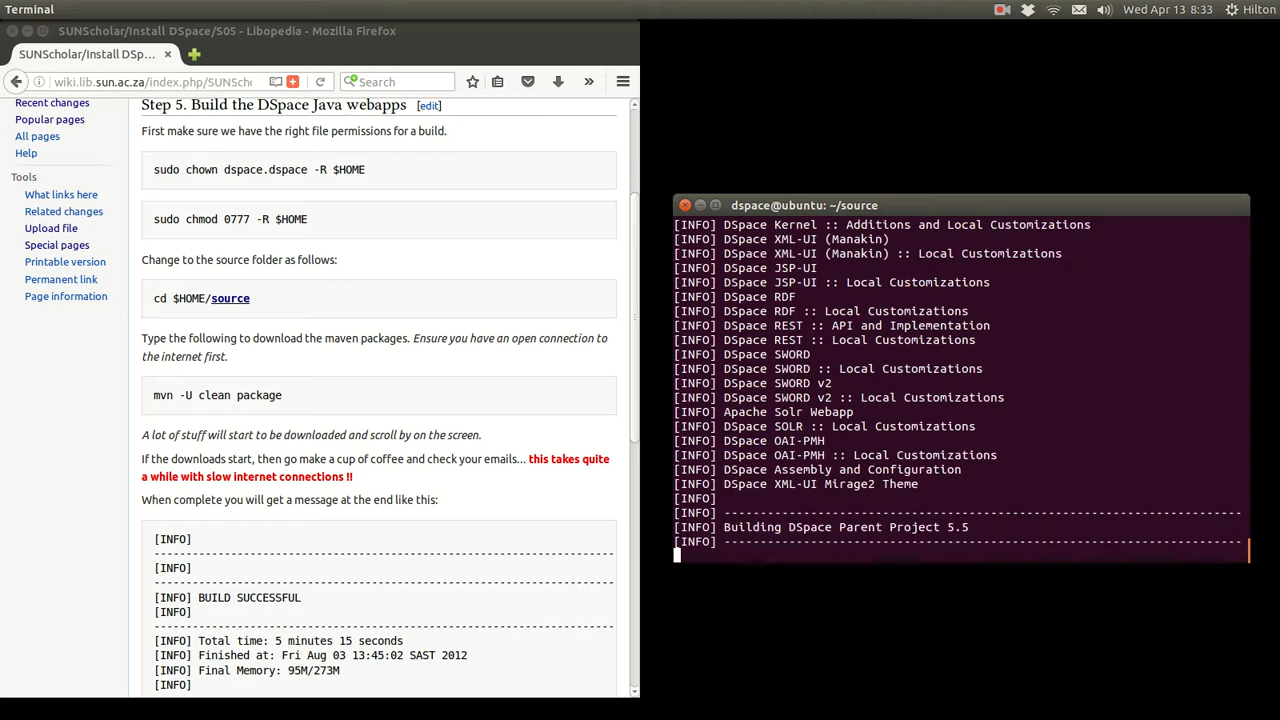 Terminal
Wed Apr 13 8:33
Hilton
SUNScholar/Install DSpace/S05 - Libopedia - Mozilla Firefox
SUNScholar/Install DSp...
wiki.lib.sun.ac.za/index.php/SUNScho
Search
Recent changes
Popular pages
All pages
Help
Tools
What links here
Related changes
Upload file
Special pages
Printable version
Permanent link
Page information
Step 5. Build the DSpace Java webapps [edit]
First make sure we have the right file permissions for a build.
sudo chown dspace.dspace -R $HOME
sudo chmod 0777 -R $HOME
Change to the source folder as follows:
cd $HOME/source
Type the following to download the maven packages. Ensure you have an open connection to
the internet first.
mvn -U clean package
A lot of stuff will start to be downloaded and scroll by on the screen.
If the downloads start, then go make a cup of coffee and check your emails... this takes quite
a while with slow internet connections !!
When complete you will get a message at the end like this:
[INFO]
------------------------------------------------------------------------
[INFO]
------------------------------------------------------------------------
[INFO] BUILD SUCCESSFUL
[INFO]
------------------------------------------------------------------------
[INFO] Total time: 5 minutes 15 seconds
[INFO] Finished at: Fri Aug 03 13:45:02 SAST 2012
[INFO] Final Memory: 95M/273M
[INFO]
dspace@ubuntu: ~/source
[INFO] DSpace Kernel :: Additions and Local Customizations
[INFO] DSpace XML-UI (Manakin)
[INFO] DSpace XML-UI (Manakin) :: Local Customizations
[INFO] DSpace JSP-UI
[INFO] DSpace JSP-UI :: Local Customizations
[INFO] DSpace RDF
[INFO] DSpace RDF :: Local Customizations
[INFO] DSpace REST :: API and Implementation
[INFO] DSpace REST :: Local Customizations
[INFO] DSpace SWORD
[INFO] DSpace SWORD :: Local Customizations
[INFO] DSpace SWORD v2
[INFO] DSpace SWORD v2 :: Local Customizations
[INFO] Apache Solr Webapp
[INFO] DSpace SOLR :: Local Customizations
[INFO] DSpace OAI-PMH
[INFO] DSpace OAI-PMH :: Local Customizations
[INFO] DSpace Assembly and Configuration
[INFO] DSpace XML-UI Mirage2 Theme
[INFO]
[INFO] ------------------------------------------------------------------------
[INFO] Building DSpace Parent Project 5.5
[INFO] ------------------------------------------------------------------------